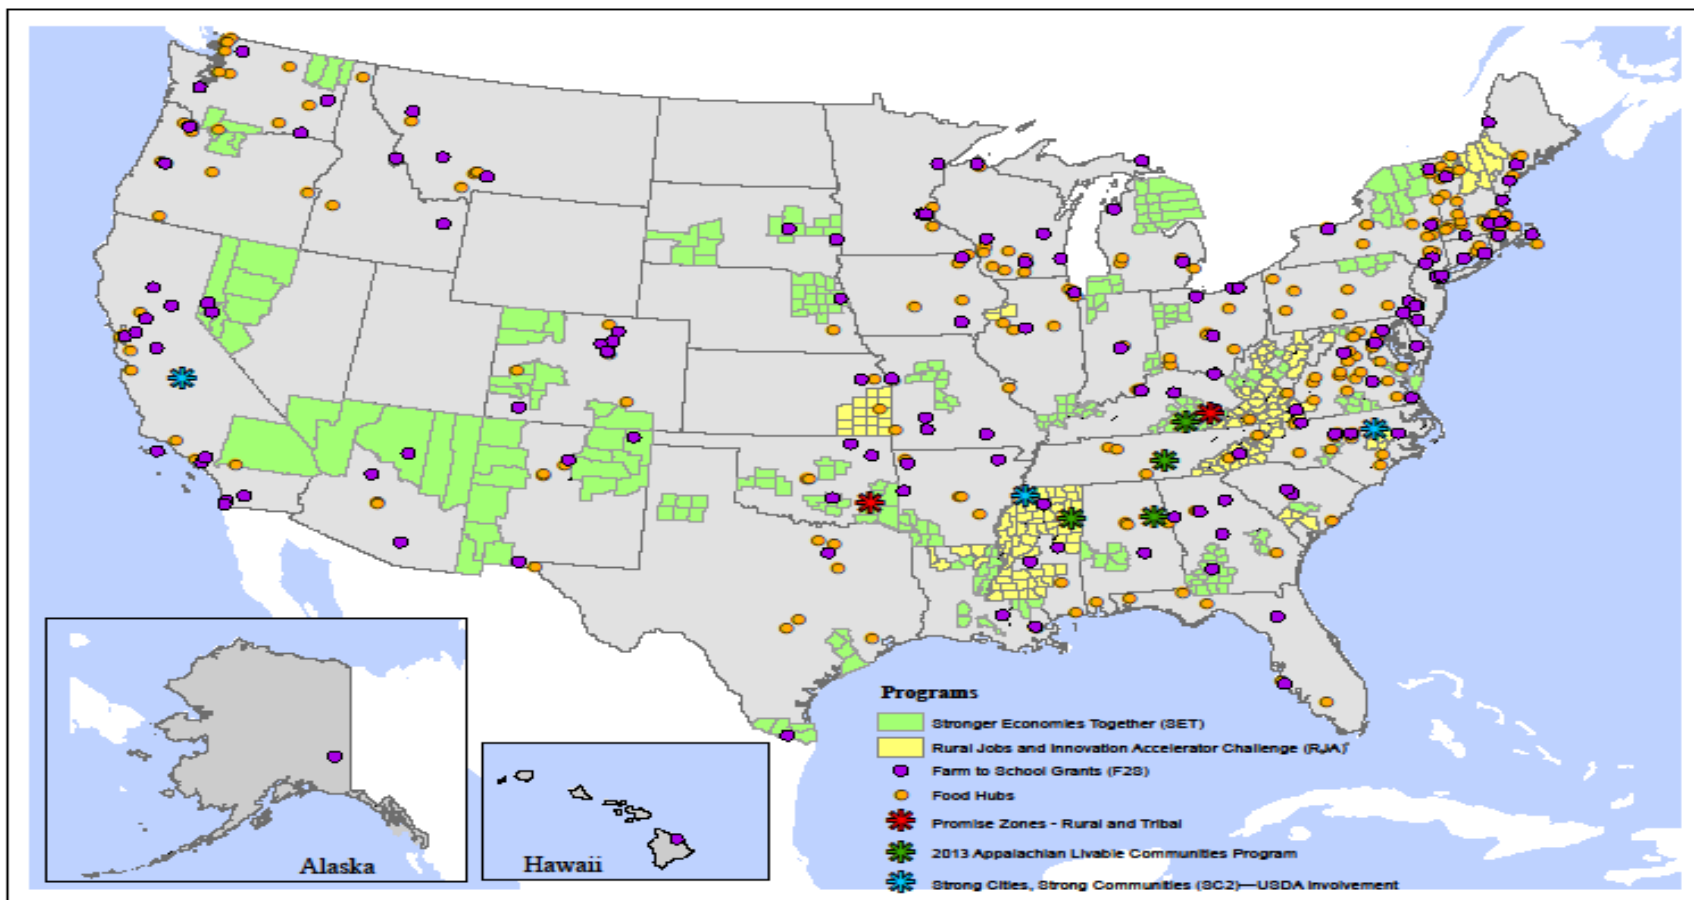 Programs
Stronger Economies Together (SET)
Rural Jobs and Innovation Accelerator Challenge (RJA)
Farm to School Grants (F2S)
Food Hubs
Promise Zones - Rural and Tribal
2013 Appalachian Livable Communities Program
Strong Cities, Strong Communities (SC2)—USDA Involvement
Alaska
Hawaii